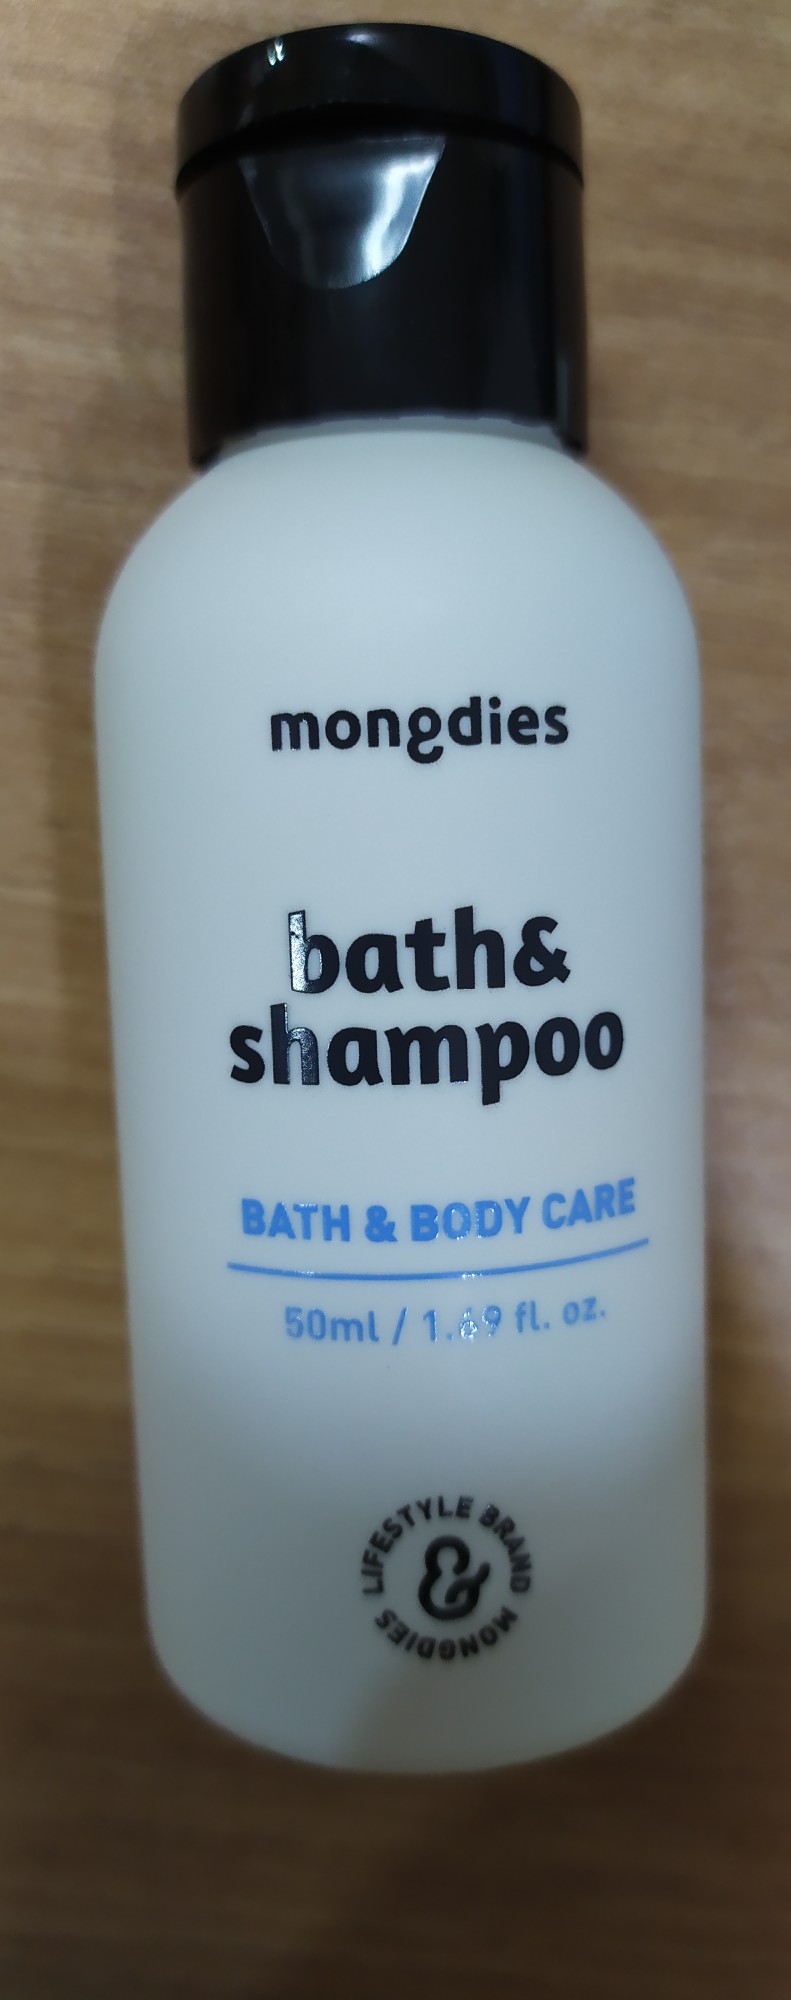 mongdies
bath&
shampoo
BATH & BODY CARE
50ml / 1.69 fl. oz.
LIFESTYLE BRAND
&
MONGDIES